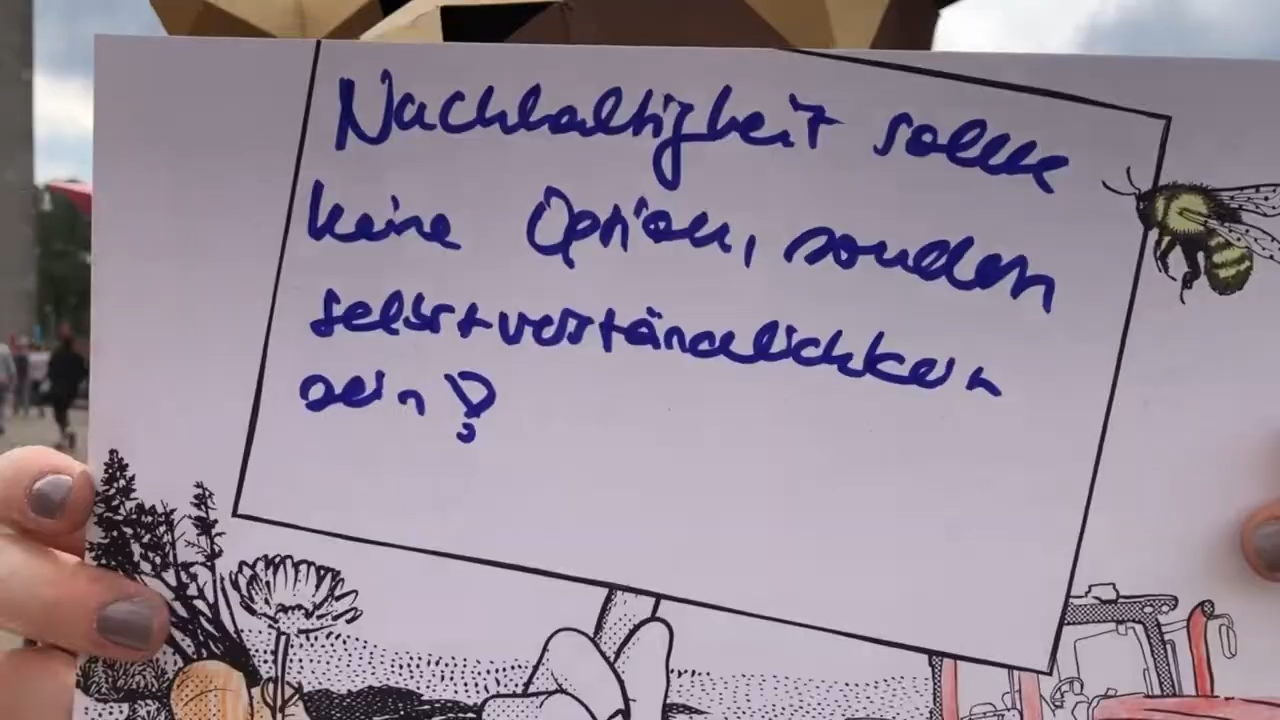 Nachhaltigkeit sollte
keine Option, sondern
selbstverständlichkeit
sein!